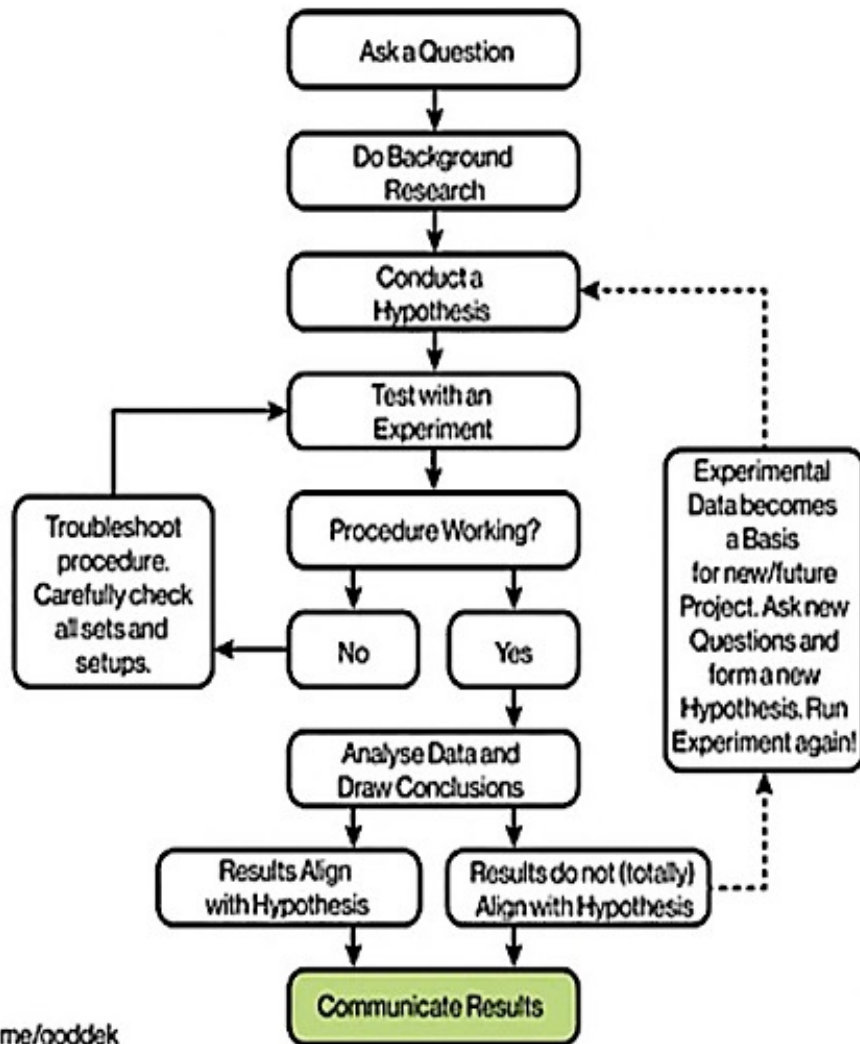 Ask a Question
Do Background
Research
Conduct a
Hypothesis
Test with an
Experiment
Troubleshoot
procedure.
Carefully check
all sets and
setups.
Procedure Working?
No
Yes
Experimental
Data becomes
a Basis
for new/future
Project. Ask new
Questions and
form a new
Hypothesis. Run
Experiment again!
Analyse Data and
Draw Conclusions
Results Align
with Hypothesis
Results do not (totally)
Align with Hypothesis
Communicate Results
me/goddek